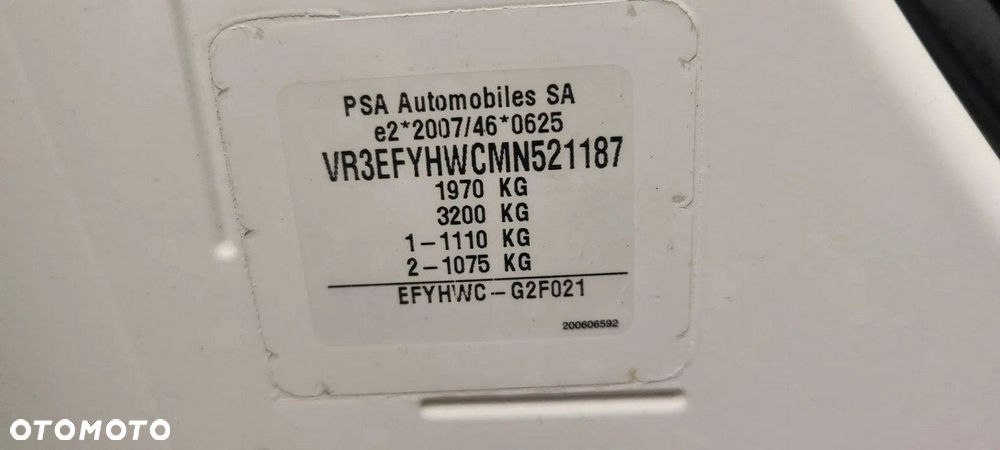 PSA Automobiles SA
e2*2007/46*0625
VR3EFYHWCMN521187
1970 KG
3200 KG
1-1110 KG
2-1075 KG
EFYHWC-G2F021
200606592
OTOMOTO